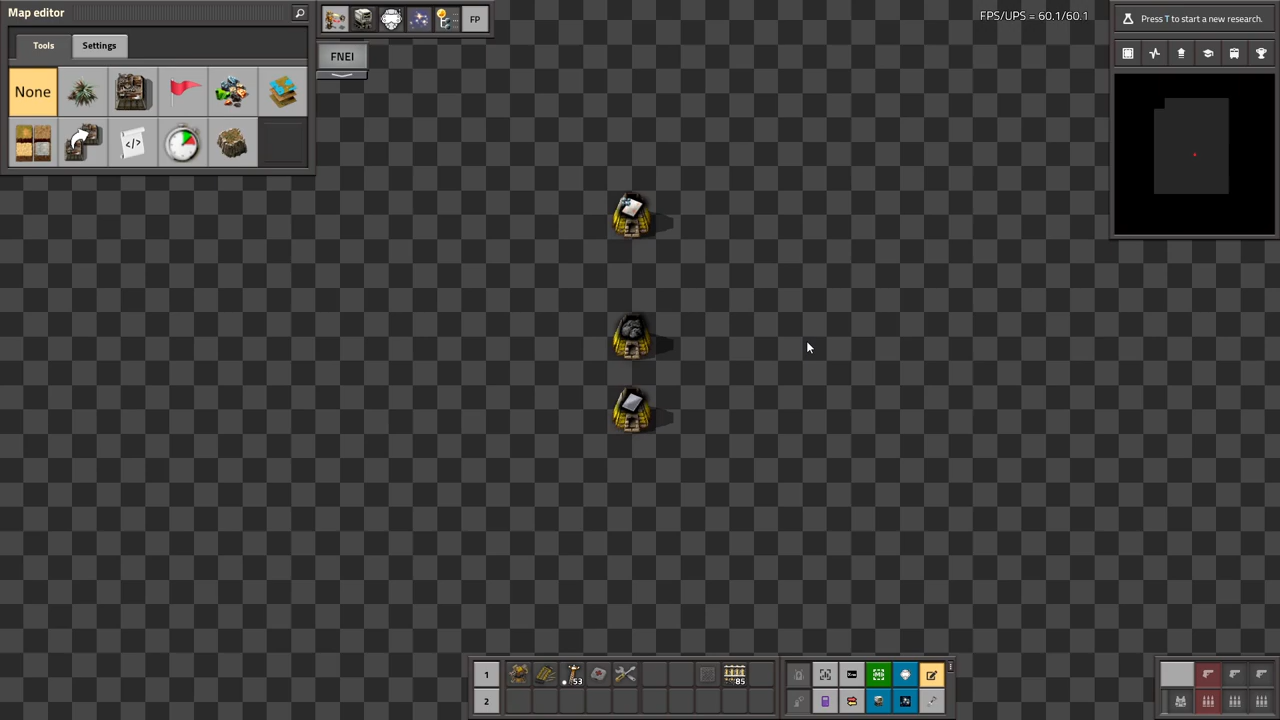 Map editor
Tools
Settings
None
</>
FP
FNEI
FPS/UPS = 60.1/60.1
Press T to start a new research.
1
53
85
2